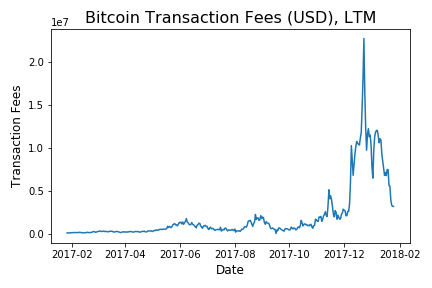 Bitcoin Transaction Fees (USD), LTM
1e7
2.0
1.5
1.0
0.5
0.0
Transaction Fees
2017-02 2017-04 2017-06 2017-08 2017-10 2017-12 2018-02
Date